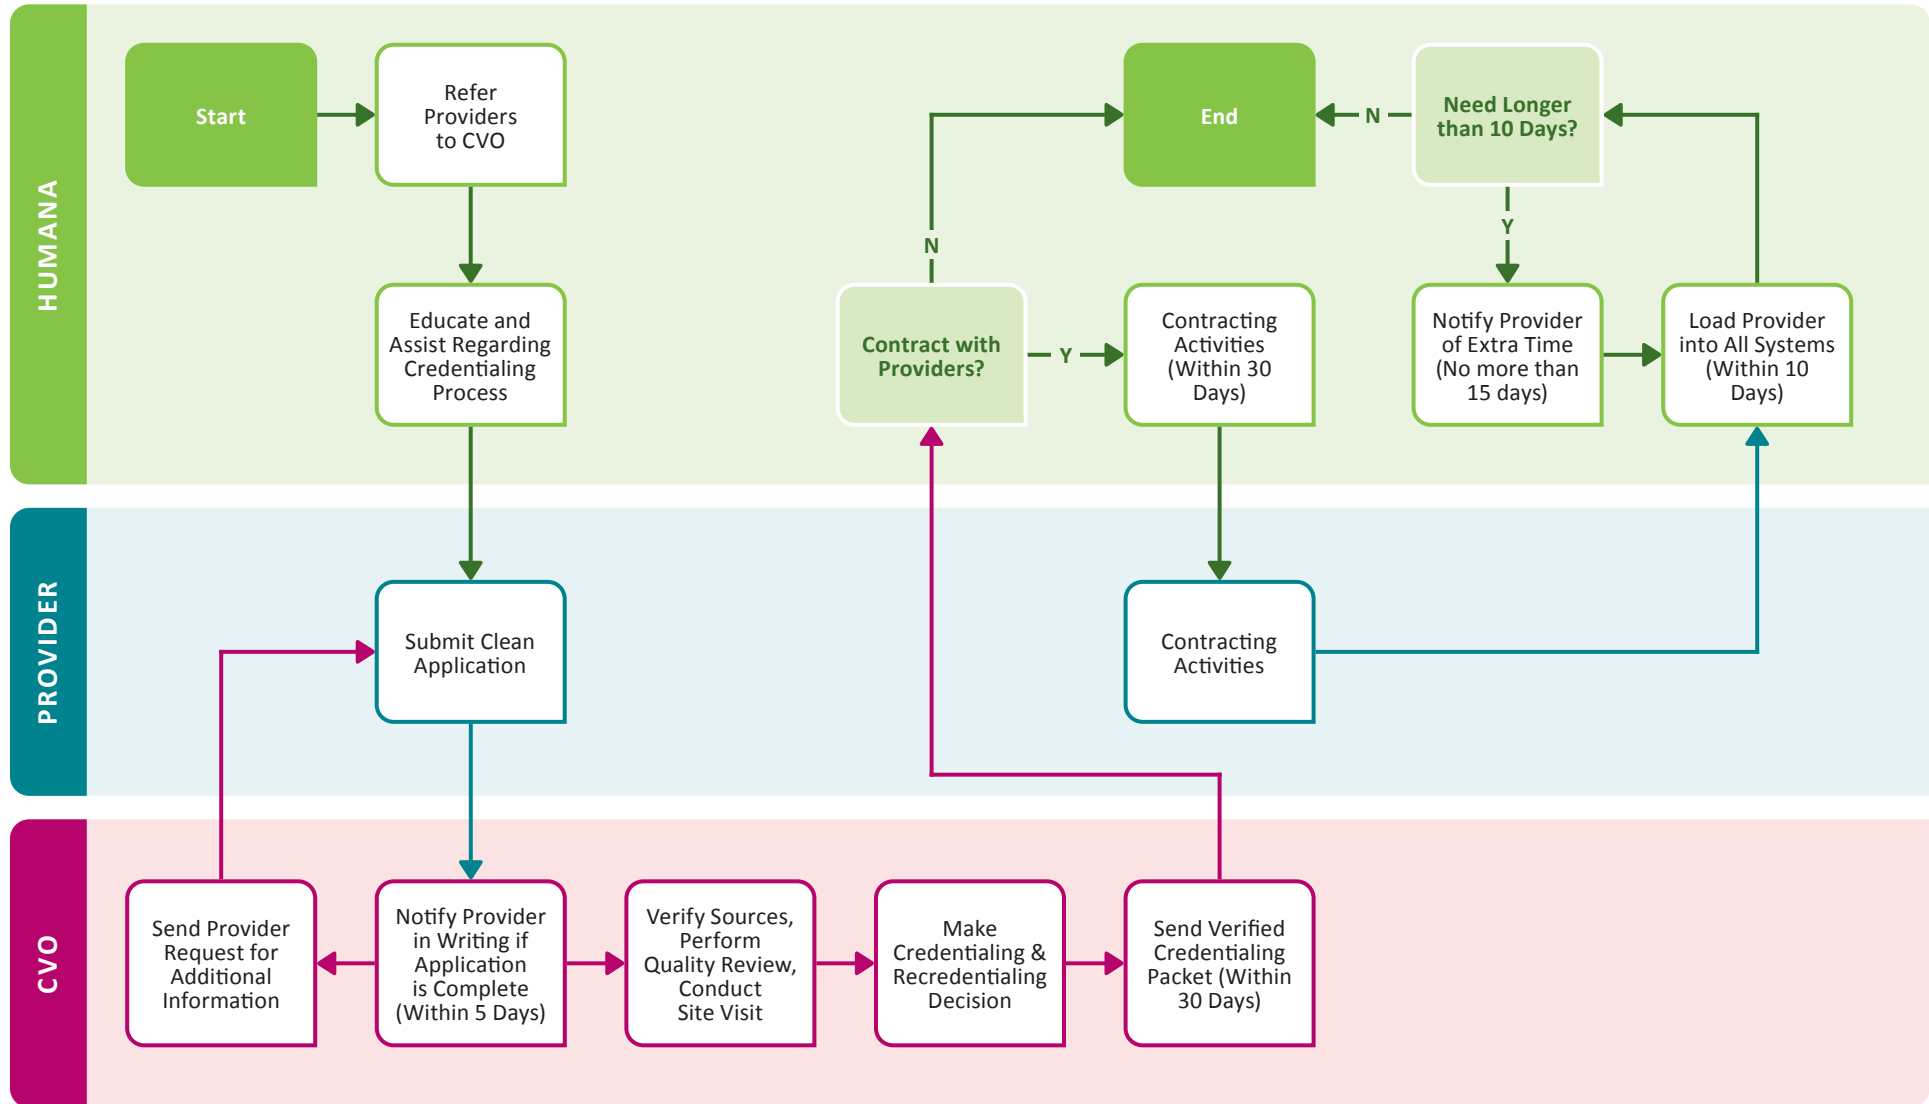 HUMANA
Start
Refer
Providers
to CVO
End
N
Need Longer
than 10 Days?
N
Y
Educate and
Assist Regarding
Credentialing
Process
Contract with
Providers?
Y
Contracting
Activities
(Within 30
Days)
Notify Provider
of Extra Time
(No more than
15 days)
Load Provider
into All Systems
(Within 10
Days)
PROVIDER
Submit Clean
Application
Contracting
Activities
CVO
Send Provider
Request for
Additional
Information
Notify Provider
in Writing if
Application
is Complete
(Within 5 Days)
Verify Sources,
Perform
Quality Review,
Conduct
Site Visit
Make
Credentialing &
Recredentialing
Decision
Send Verified
Credentialing
Packet (Within
30 Days)